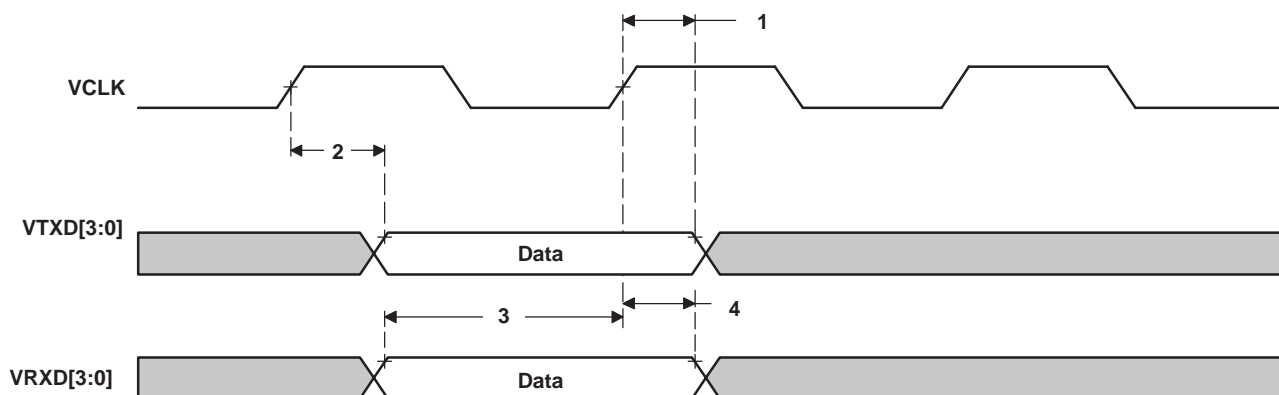 1
VCLK
2
VTXD[3:0]
Data
3
4
VRXD[3:0]
Data